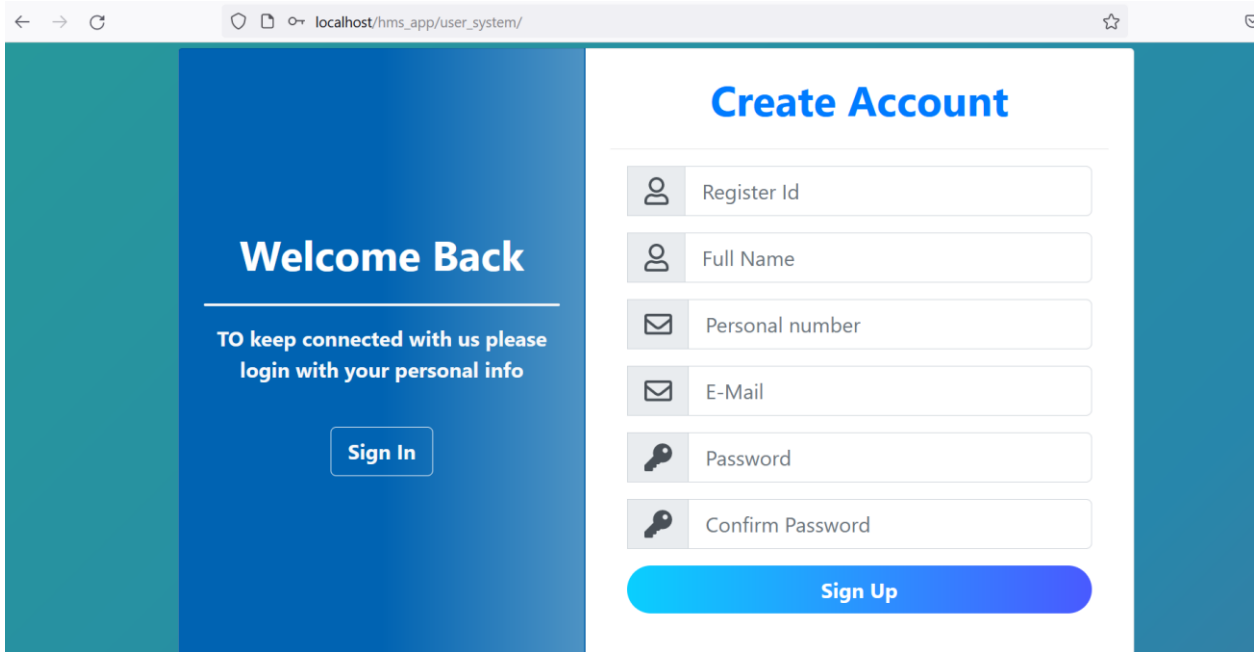 localhost/hms_app/user_system/
Welcome Back
TO keep connected with us please
login with your personal info
Sign In
Create Account
Register Id
Full Name
Personal number
E-Mail
Password
Confirm Password
Sign Up